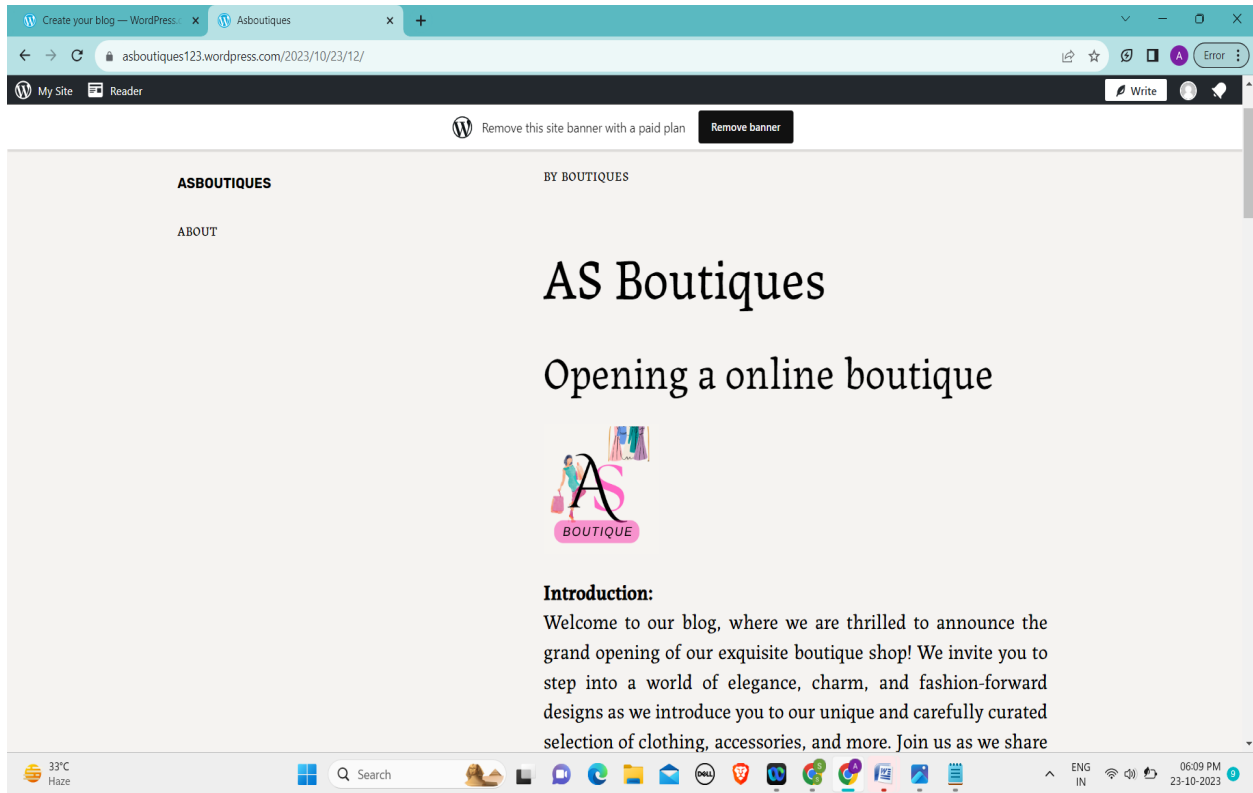 Create your blog — WordPress.c
Asboutiques
asboutiques123.wordpress.com/2023/10/23/12/
A
Error
My Site
Reader
Write
Remove this site banner with a paid plan
Remove banner
ASBOUTIQUES
BY BOUTIQUES
ABOUT
AS Boutiques
Opening a online boutique
AS
BOUTIQUE
Introduction:
Welcome to our blog, where we are thrilled to announce the
grand opening of our exquisite boutique shop! We invite you to
step into a world of elegance, charm, and fashion-forward
designs as we introduce you to our unique and carefully curated
selection of clothing, accessories, and more. Join us as we share
33°C
Haze
Search
DELL
ENG
IN
06:09 PM
23-10-2023
9